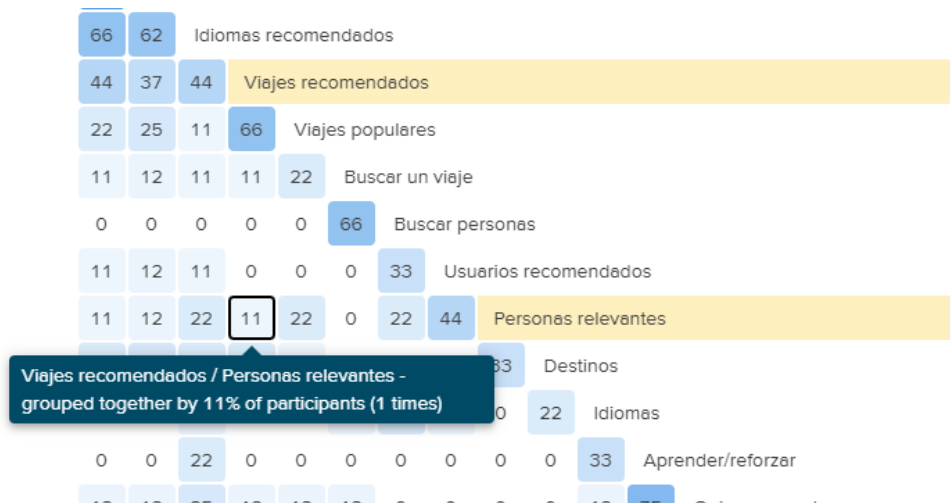 66 62 Idiomas recomendados
44 37 44 Viajes recomendados
22 25 11 66 Viajes populares
11 12 11 11 22 Buscar un viaje
0 0 0 0 0 66 Buscar personas
11 12 11 0 0 0 33 Usuarios recomendados
11 12 22 11 22 0 22 44 Personas relevantes
33 Destinos
Viajes recomendados / Personas relevantes -
grouped together by 11% of participants (1 times)
0 22 Idiomas
0 0 22 0 0 0 0 0 0 0 33 Aprender/reforzar